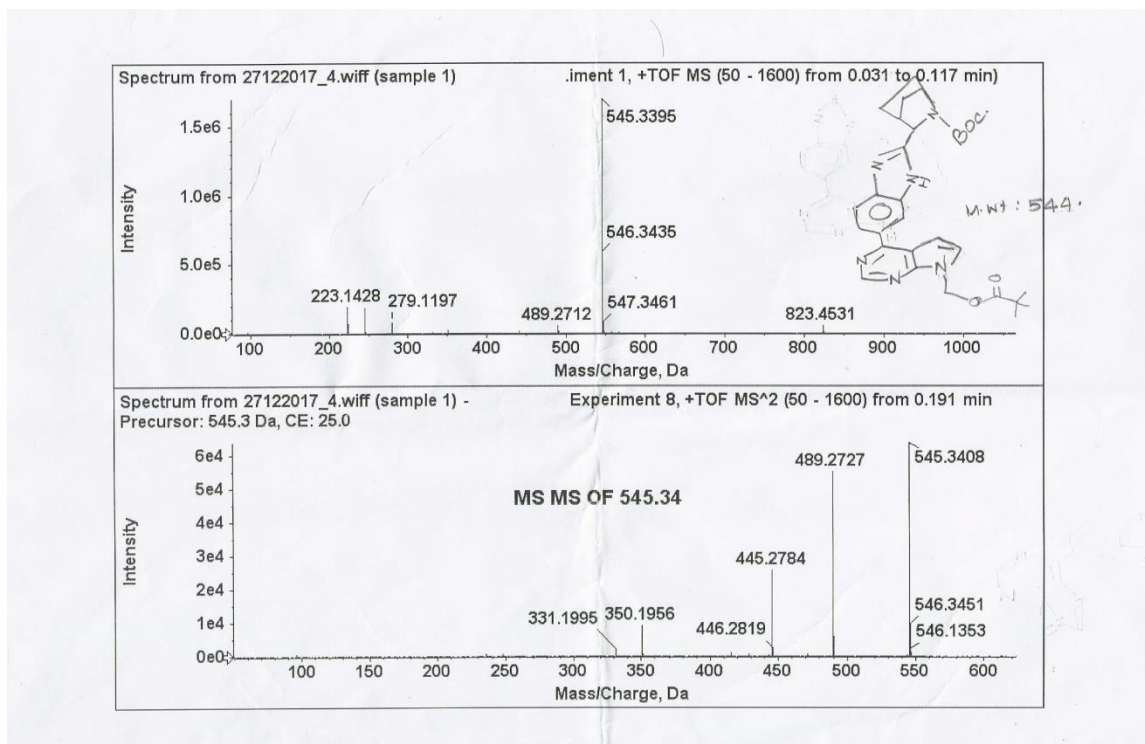 Spectrum from 27122017_4.wiff (sample 1)
.iment 1, +TOF MS (50 - 1600) from 0.031 to 0.117 min)
Intensity
1.5e6
1.0e6
5.0e5
0.0e0
545.3395
546.3435
547.3461
223.1428
279.1197
489.2712
823.4531
100 200 300 400 500 600 700 800 900 1000
Mass/Charge, Da
N
BOC.
N
NH
M.wt : 544.
N
N
N
O
O
Spectrum from 27122017_4.wiff (sample 1) -
Precursor: 545.3 Da, CE: 25.0
Experiment 8, +TOF MS^2 (50 - 1600) from 0.191 min
Intensity
6e4
5e4
4e4
3e4
2e4
1e4
0e0
MS MS OF 545.34
489.2727
545.3408
445.2784
331.1995
350.1956
446.2819
546.3451
546.1353
100 150 200 250 300 350 400 450 500 550 600
Mass/Charge, Da